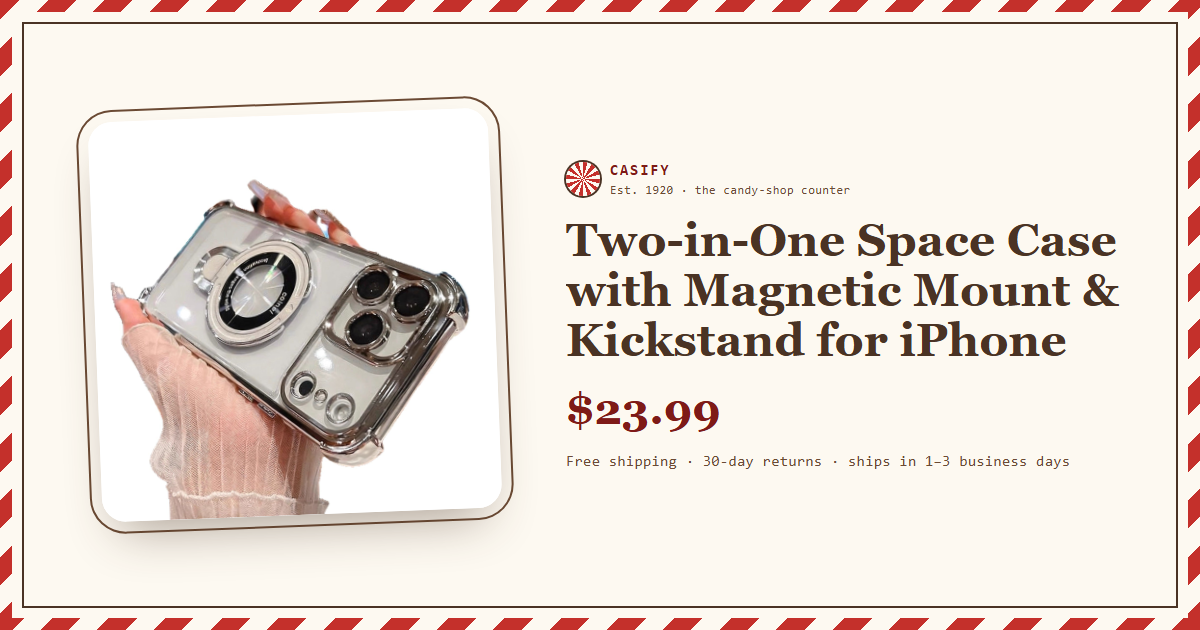 CASIFY
Est. 1920 · the candy-shop counter
Two-in-One Space Case
with Magnetic Mount &
Kickstand for iPhone
$23.99
Free shipping · 30-day returns · ships in 1–3 business days